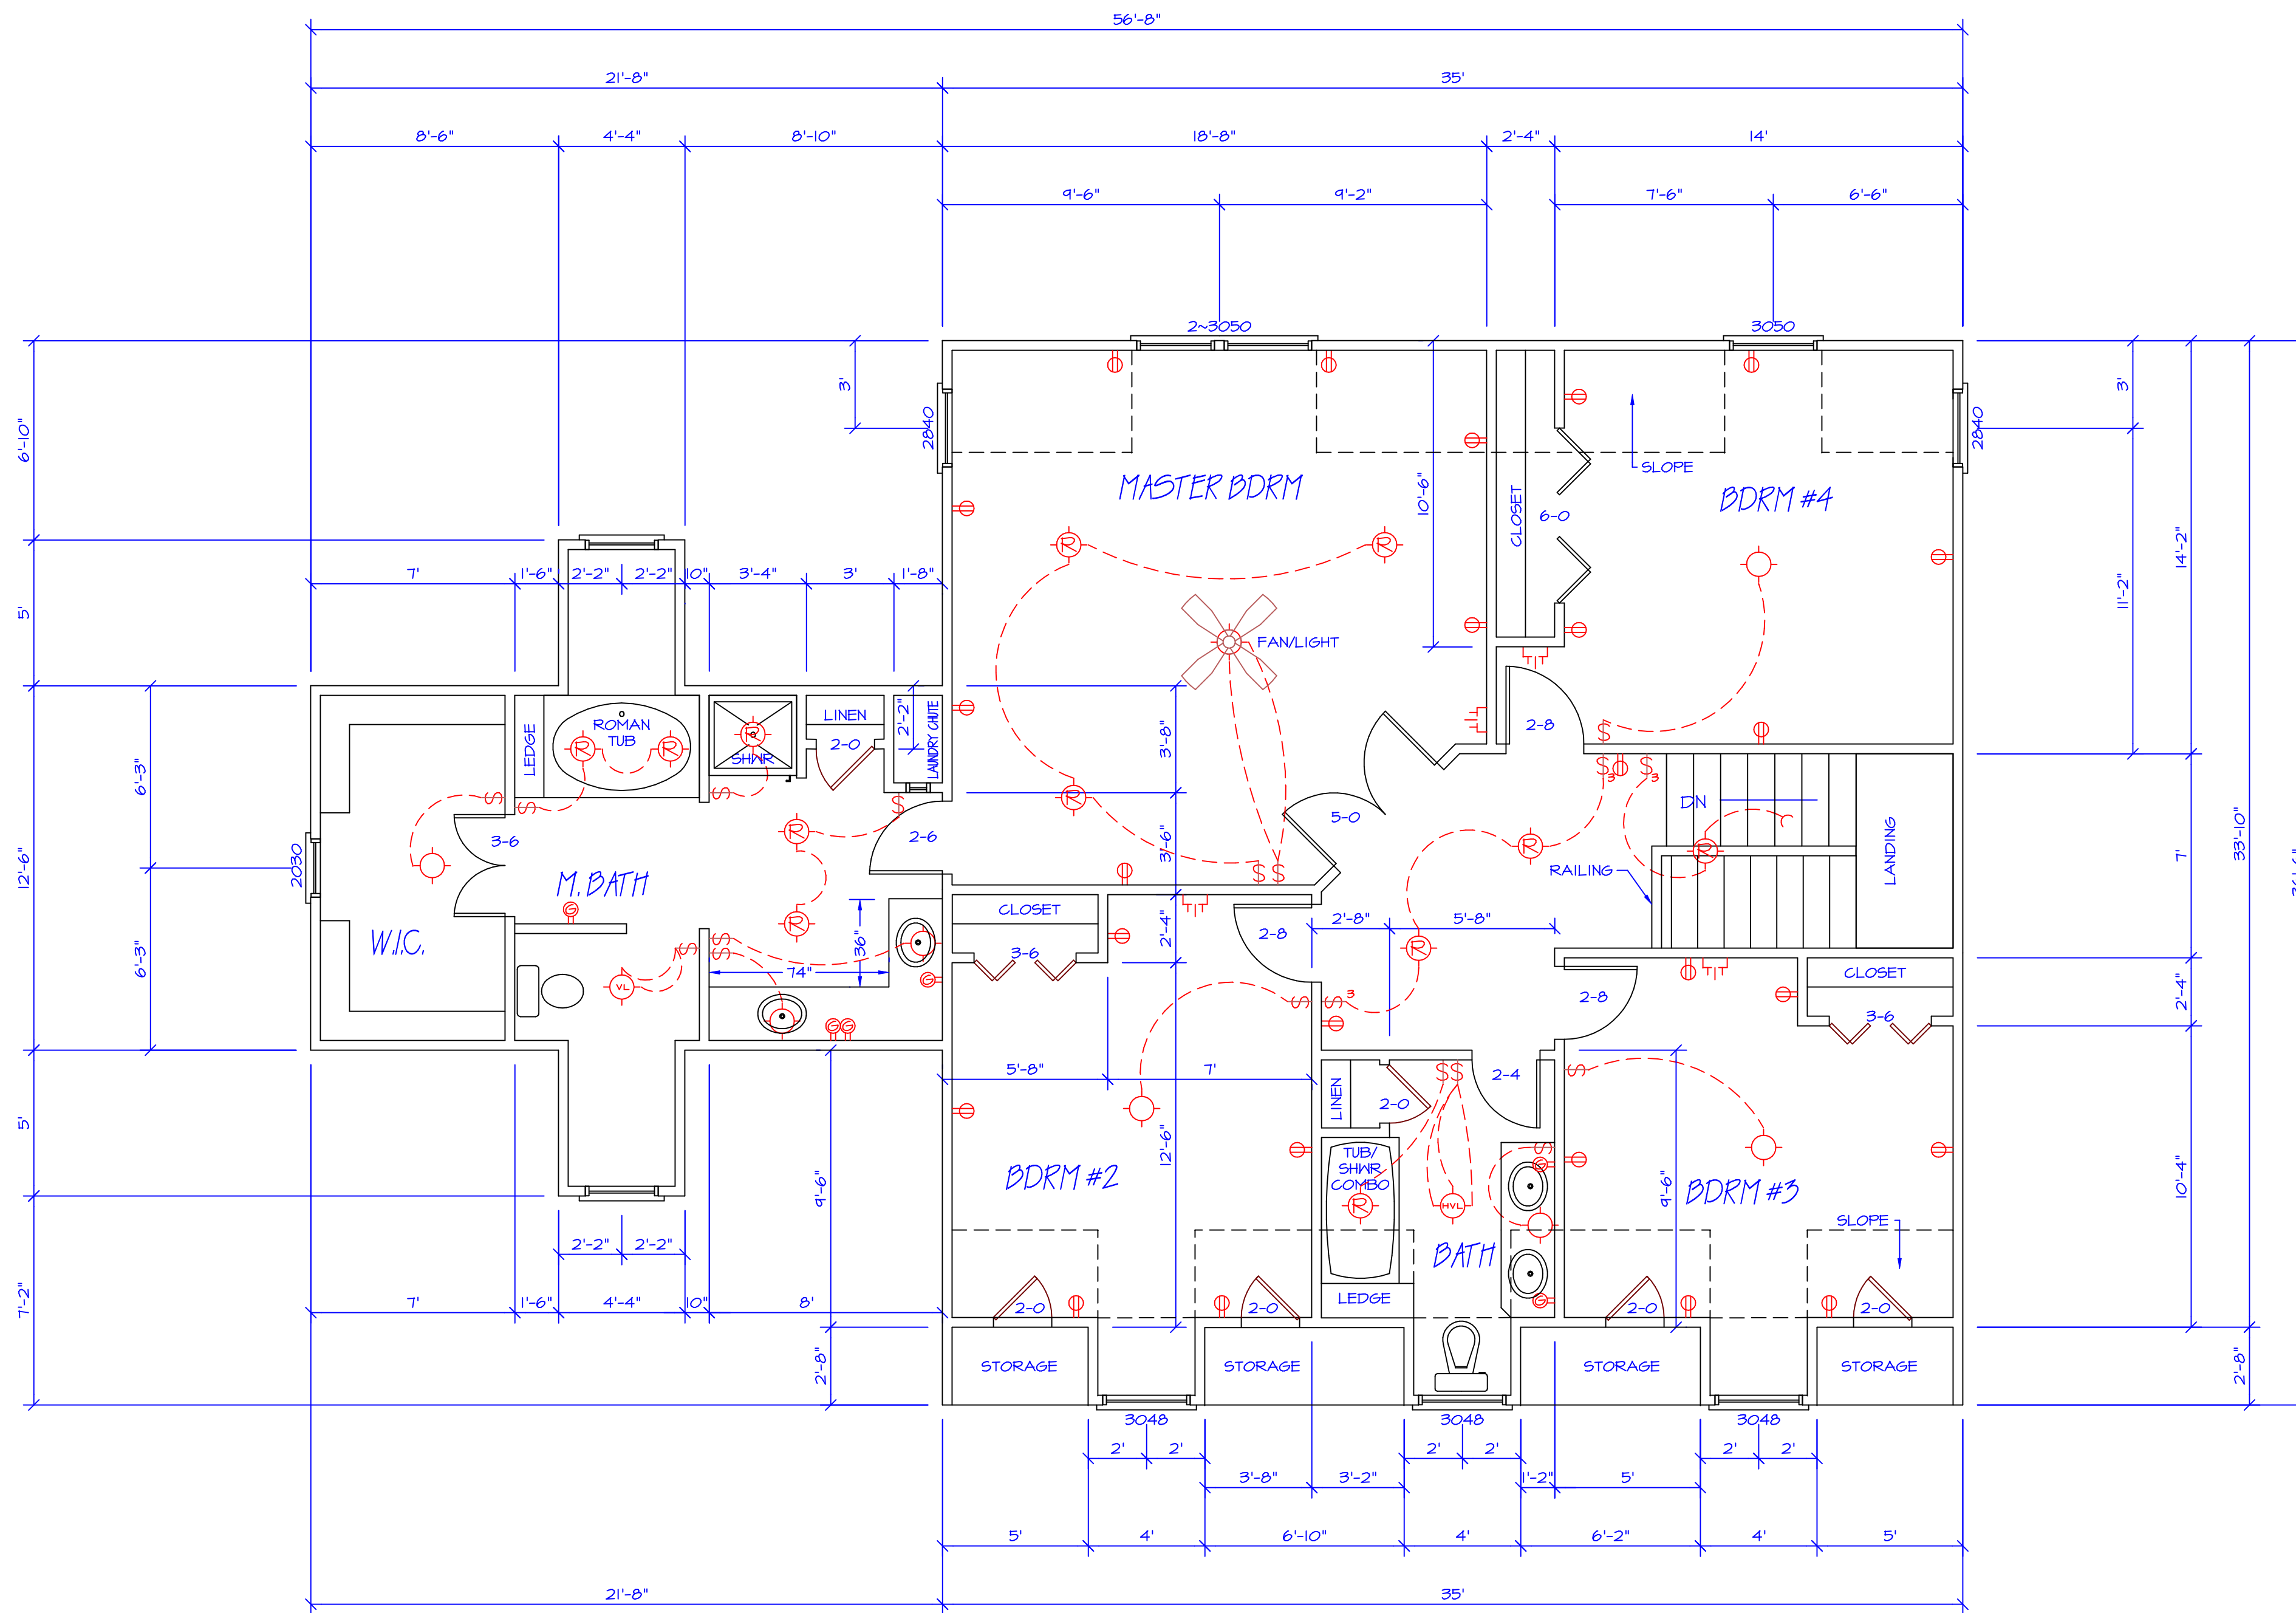 56'-8"
21'-8"
35'
8'-6"
4'-4"
8'-10"
18'-8"
2'-4"
14'
9'-6"
9'-2"
7'-6"
6'-6"
2~3050
3050
3'
2840
2840
3'
6'-10"
SLOPE
MASTER BDRM
BDRM #4
10'-6"
CLOSET
6-0
14'-2"
11'-2"
7'
1'-6"
2'-2"
2'-2"
10"
3'-4"
3'
1'-8"
5'
FAN/LIGHT
R
R
LEDGE
ROMAN
TUB
R
R
R
SHWR
LINEN
2-0
2'-2"
LAUNDRY CHUTE
3'-8"
2-8
$
6'-3"
$
$
$
$
R
5-0
$
3
$
3
DN
3-6
R
2-6
3'-6"
R
R
33'-10"
12'-6"
2030
M. BATH
$
$
RAILING
LANDING
7'
G
R
CLOSET
2'-4"
2-8
2'-8"
5'-8"
W.I.C.
$
$
$
36"
3-6
R
6'-3"
74"
G
VL
CLOSET
2-8
2'-4"
$
$
3
3-6
G
G
5'-8"
7'
LINEN
2-0
$
$
2-4
$
5'
12'-6"
TUB/
SHWR
COMBO
$
G
BDRM #2
R
HVL
9'-6"
BDRM #3
10'-4"
9'-6"
SLOPE
2'-2"
2'-2"
BATH
7'-2"
7'
1'-6"
4'-4"
10"
8'
2-0
2-0
LEDGE
G
2-0
2-0
2'-8"
STORAGE
STORAGE
STORAGE
STORAGE
2'-8"
3048
3048
3048
2'
2'
2'
2'
2'
2'
3'-8"
3'-2"
1'-2"
5'
5'
4'
6'-10"
4'
6'-2"
4'
5'
21'-8"
35'